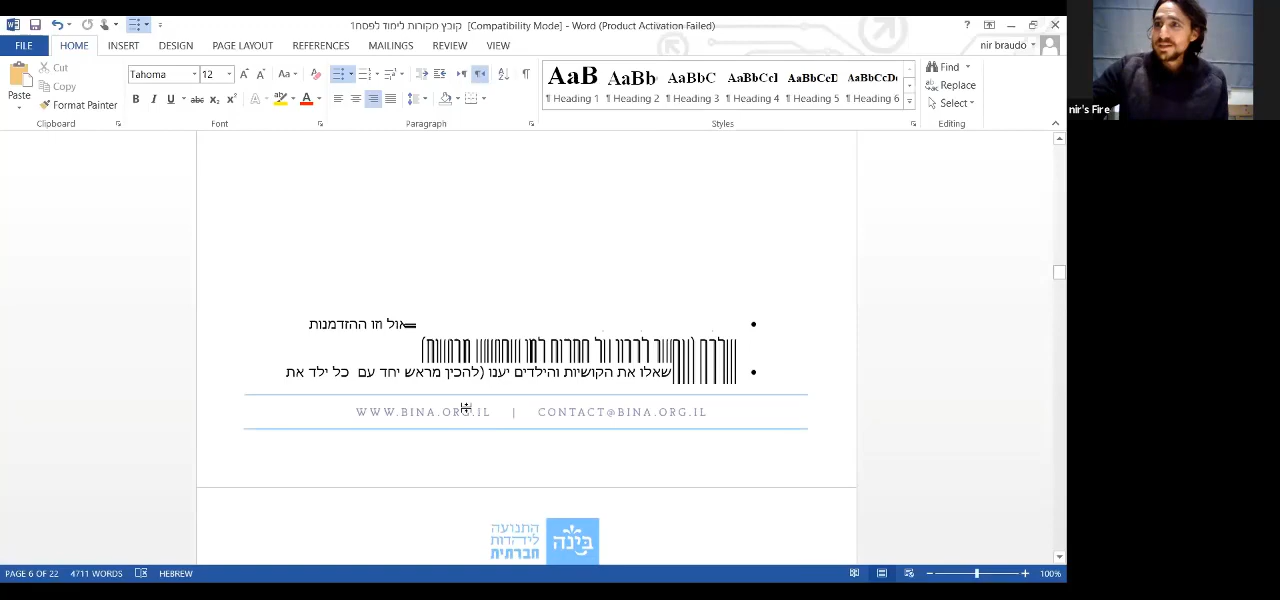 קובץ מקורות לימוד לפסח1 [Compatibility Mode] - Word (Product Activation Failed)
FILE HOME INSERT DESIGN PAGE LAYOUT REFERENCES MAILINGS REVIEW VIEW nir braudo
Paste Cut Copy Format Painter
Tahoma 12
AaB AaBb AaBbC AaBbCcI AaBbCcD AaBbCcDc
¶ Heading 1 ¶ Heading 2 ¶ Heading 3 ¶ Heading 4 ¶ Heading 5 ¶ Heading 6
Find Replace Select
Clipboard Font Paragraph Styles Editing
nir's Fire
וזו ההזדמנות
שאלו את הקושיות והילדים יענו (להכין מראש יחד עם כל ילד את
WWW.BINA.ORG.IL | CONTACT@BINA.ORG.IL
התנועה
ליהדות
חברתית
בינה
PAGE 6 OF 22 4711 WORDS HEBREW 100%